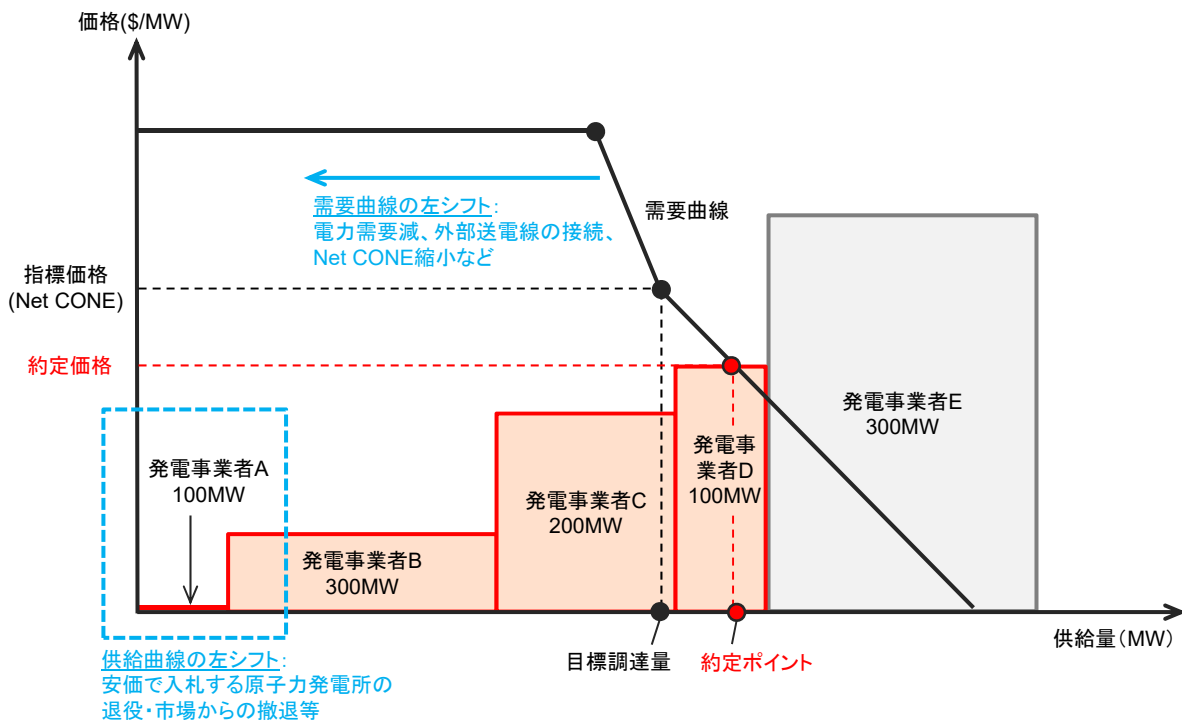 価格($/MW)
需要曲線の左シフト:
電力需要減、外部送電線の接続、
Net CONE縮小など
需要曲線
指標価格
(Net CONE)
約定価格
発電事業者A
100MW
発電事業者B
300MW
発電事業者C
200MW
発電事
業者D
100MW
発電事業者E
300MW
供給量（MW）
目標調達量
約定ポイント
供給曲線の左シフト:
安価で入札する原子力発電所の
退役・市場からの撤退等